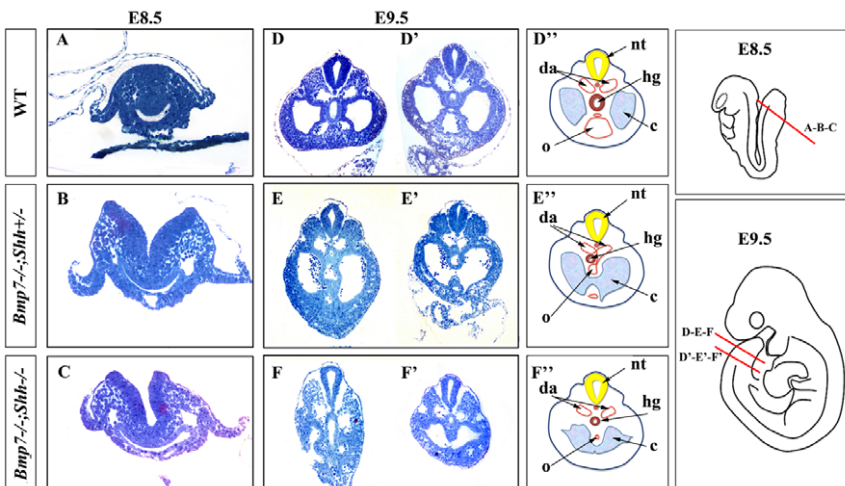 E8.5 E9.5
WT
A D D' D'' nt da hg c o
E8.5
A-B-C
Bmp7-/-;Shh+/-
B E E' E'' nt da hg c o
E9.5
D-E-F
D'-E'-F'
Bmp7-/-;Shh-/-
C F F' F'' nt da hg c o